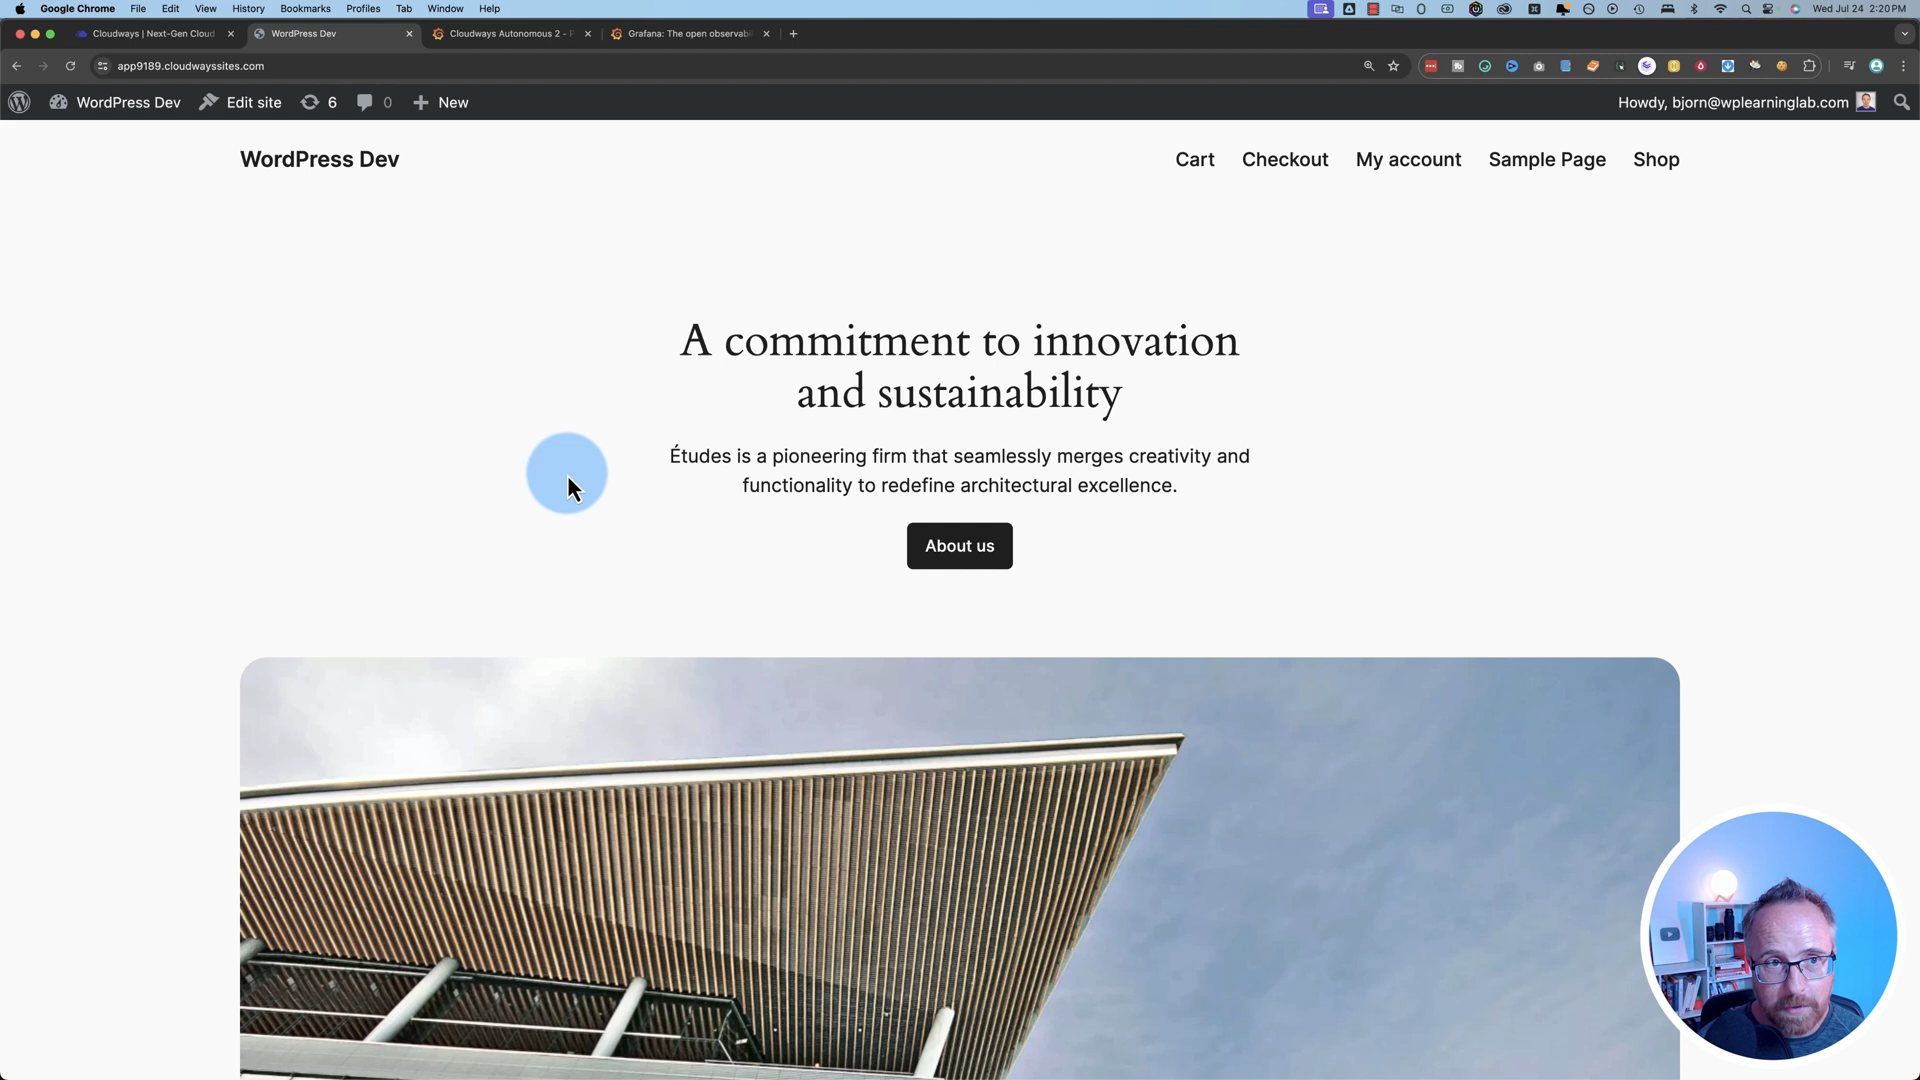 Google Chrome File Edit View History Bookmarks Profiles Tab Window Help Wed Jul 24 2:20 PM
Cloudways | Next-Gen Cloud WordPress Dev Cloudways Autonomous 2 - Grafana: The open observabi
app9189.cloudwayssites.com
WordPress Dev Edit site 6 0 New Howdy, bjorn@wplearninglab.com
WordPress Dev Cart Checkout My account Sample Page Shop
A commitment to innovation
and sustainability
Études is a pioneering firm that seamlessly merges creativity and
functionality to redefine architectural excellence.
About us